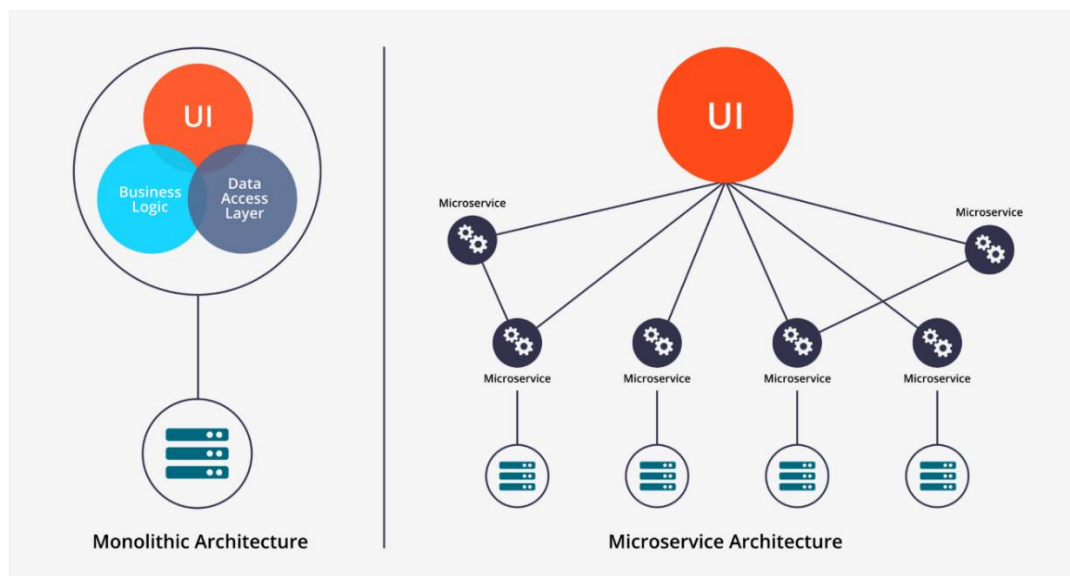 UI
Business
Logic
Data
Access
Layer
Monolithic Architecture
UI
Microservice
Microservice
Microservice
Microservice
Microservice
Microservice
Microservice Architecture